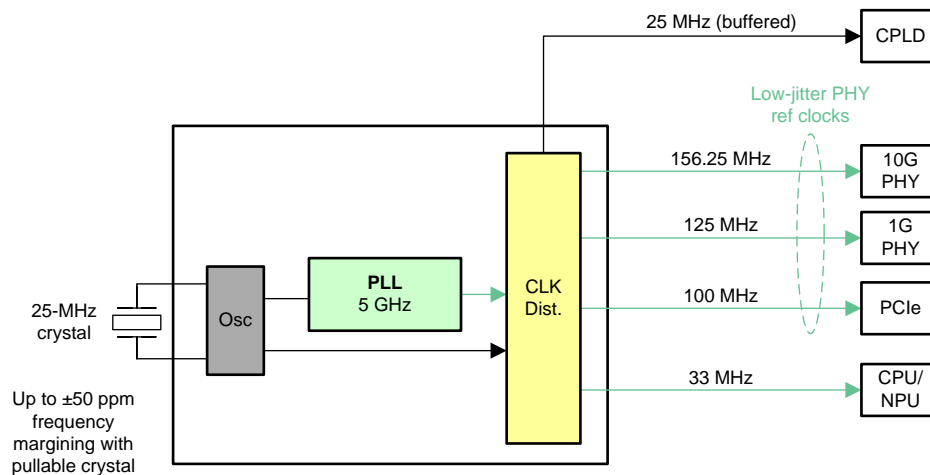 25 MHz (buffered)
CPLD
Low-jitter PHY
ref clocks
156.25 MHz
10G
PHY
125 MHz
1G
PHY
PLL
5 GHz
CLK
Dist.
100 MHz
PCIe
25-MHz
crystal
Osc
33 MHz
CPU/
NPU
Up to ±50 ppm
frequency
margining with
pullable crystal